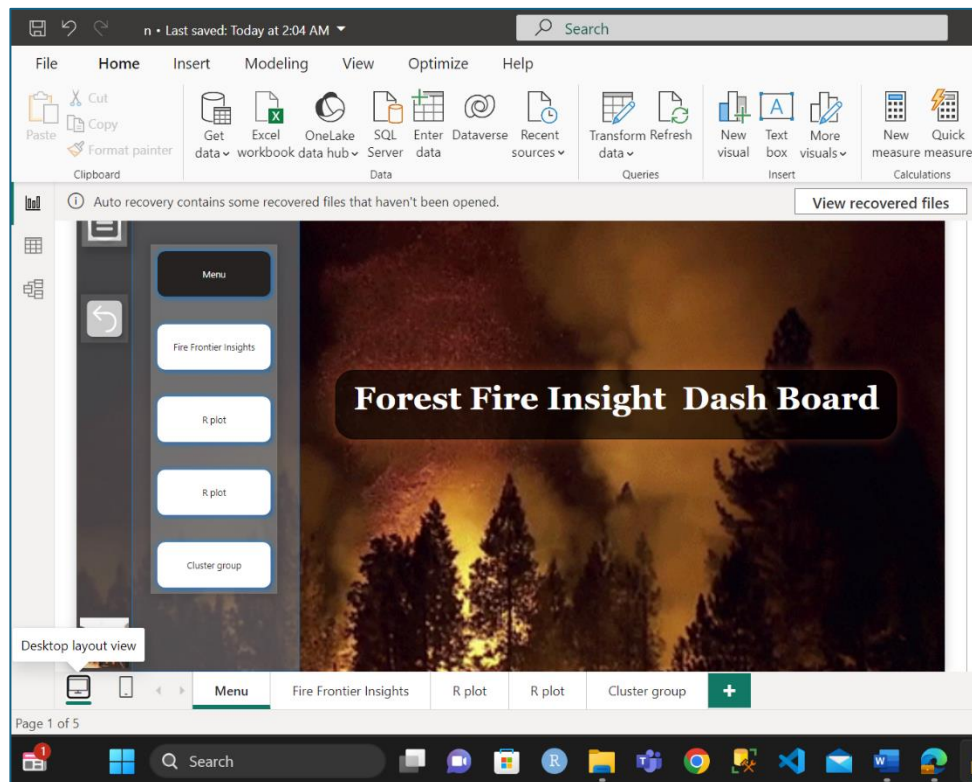 n • Last saved: Today at 2:04 AM
Search
File Home Insert Modeling View Optimize Help
Paste
Cut
Copy
Format painter
Clipboard
Get data
Excel workbook
OneLake data hub
SQL Server
Enter data
Dataverse
Recent sources
Data
Transform data
Refresh
Queries
New visual
Text box
More visuals
Insert
New measure
Quick measure
Calculations
Auto recovery contains some recovered files that haven't been opened.
View recovered files
Menu
Fire Frontier Insights
R plot
R plot
Cluster group
Forest Fire Insight Dash Board
Desktop layout view
Menu Fire Frontier Insights R plot R plot Cluster group +
Page 1 of 5
1
Search